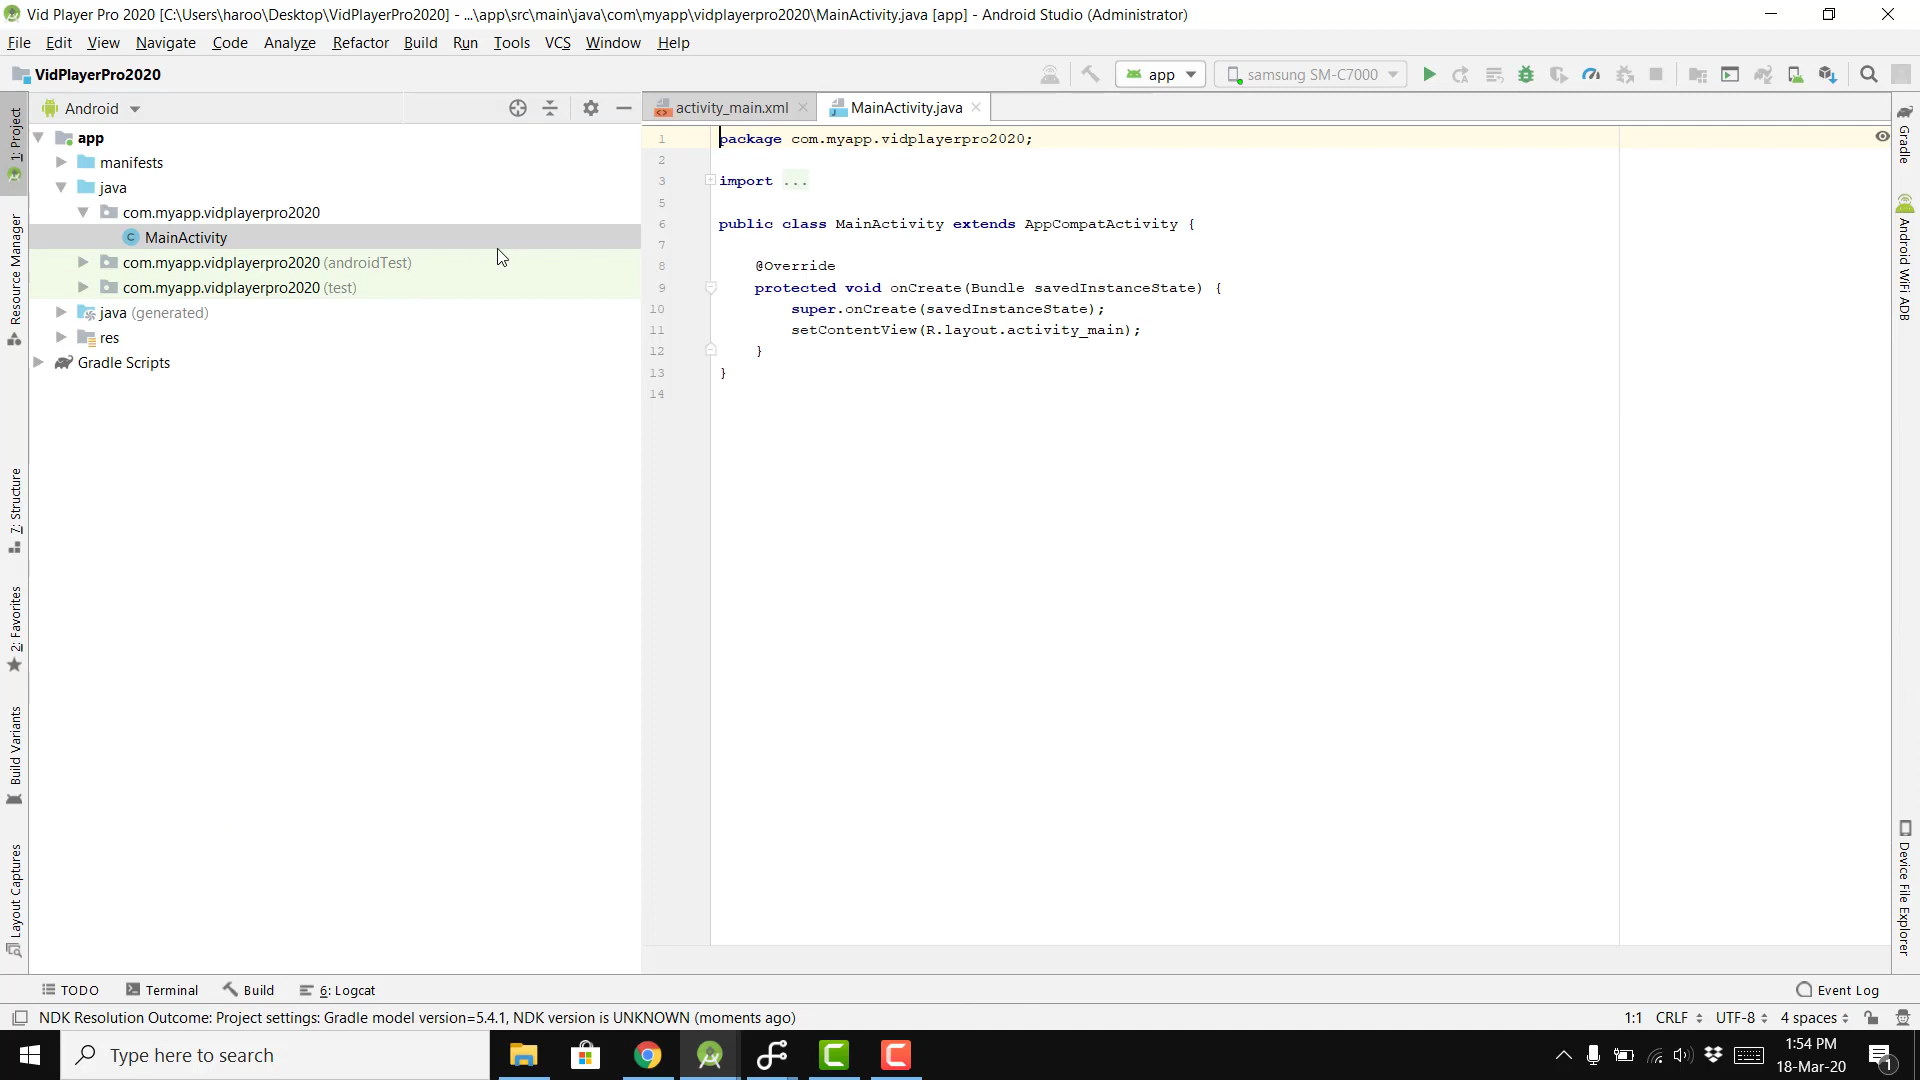 Vid Player Pro 2020 [C:\Users\haroo\Desktop\VidPlayerPro2020] - ...\app\src\main\java\com\myapp\vidplayerpro2020\MainActivity.java [app] - Android Studio (Administrator)
File Edit View Navigate Code Analyze Refactor Build Run Tools VCS Window Help
VidPlayerPro2020
app
samsung SM-C7000
Android
activity_main.xml
MainActivity.java
app
manifests
java
com.myapp.vidplayerpro2020
MainActivity
com.myapp.vidplayerpro2020 (androidTest)
com.myapp.vidplayerpro2020 (test)
java (generated)
res
Gradle Scripts
1: Project
Resource Manager
7: Structure
2: Favorites
Build Variants
Layout Captures
1 package com.myapp.vidplayerpro2020;
2
3 import ...
5
6 public class MainActivity extends AppCompatActivity {
7
8 @Override
9 protected void onCreate(Bundle savedInstanceState) {
10 super.onCreate(savedInstanceState);
11 setContentView(R.layout.activity_main);
12 }
13 }
14
Gradle
Android WiFi ADB
Device File Explorer
TODO Terminal Build 6: Logcat Event Log
NDK Resolution Outcome: Project settings: Gradle model version=5.4.1, NDK version is UNKNOWN (moments ago)
1:1 CRLF UTF-8 4 spaces
Type here to search
1:54 PM
18-Mar-20
1